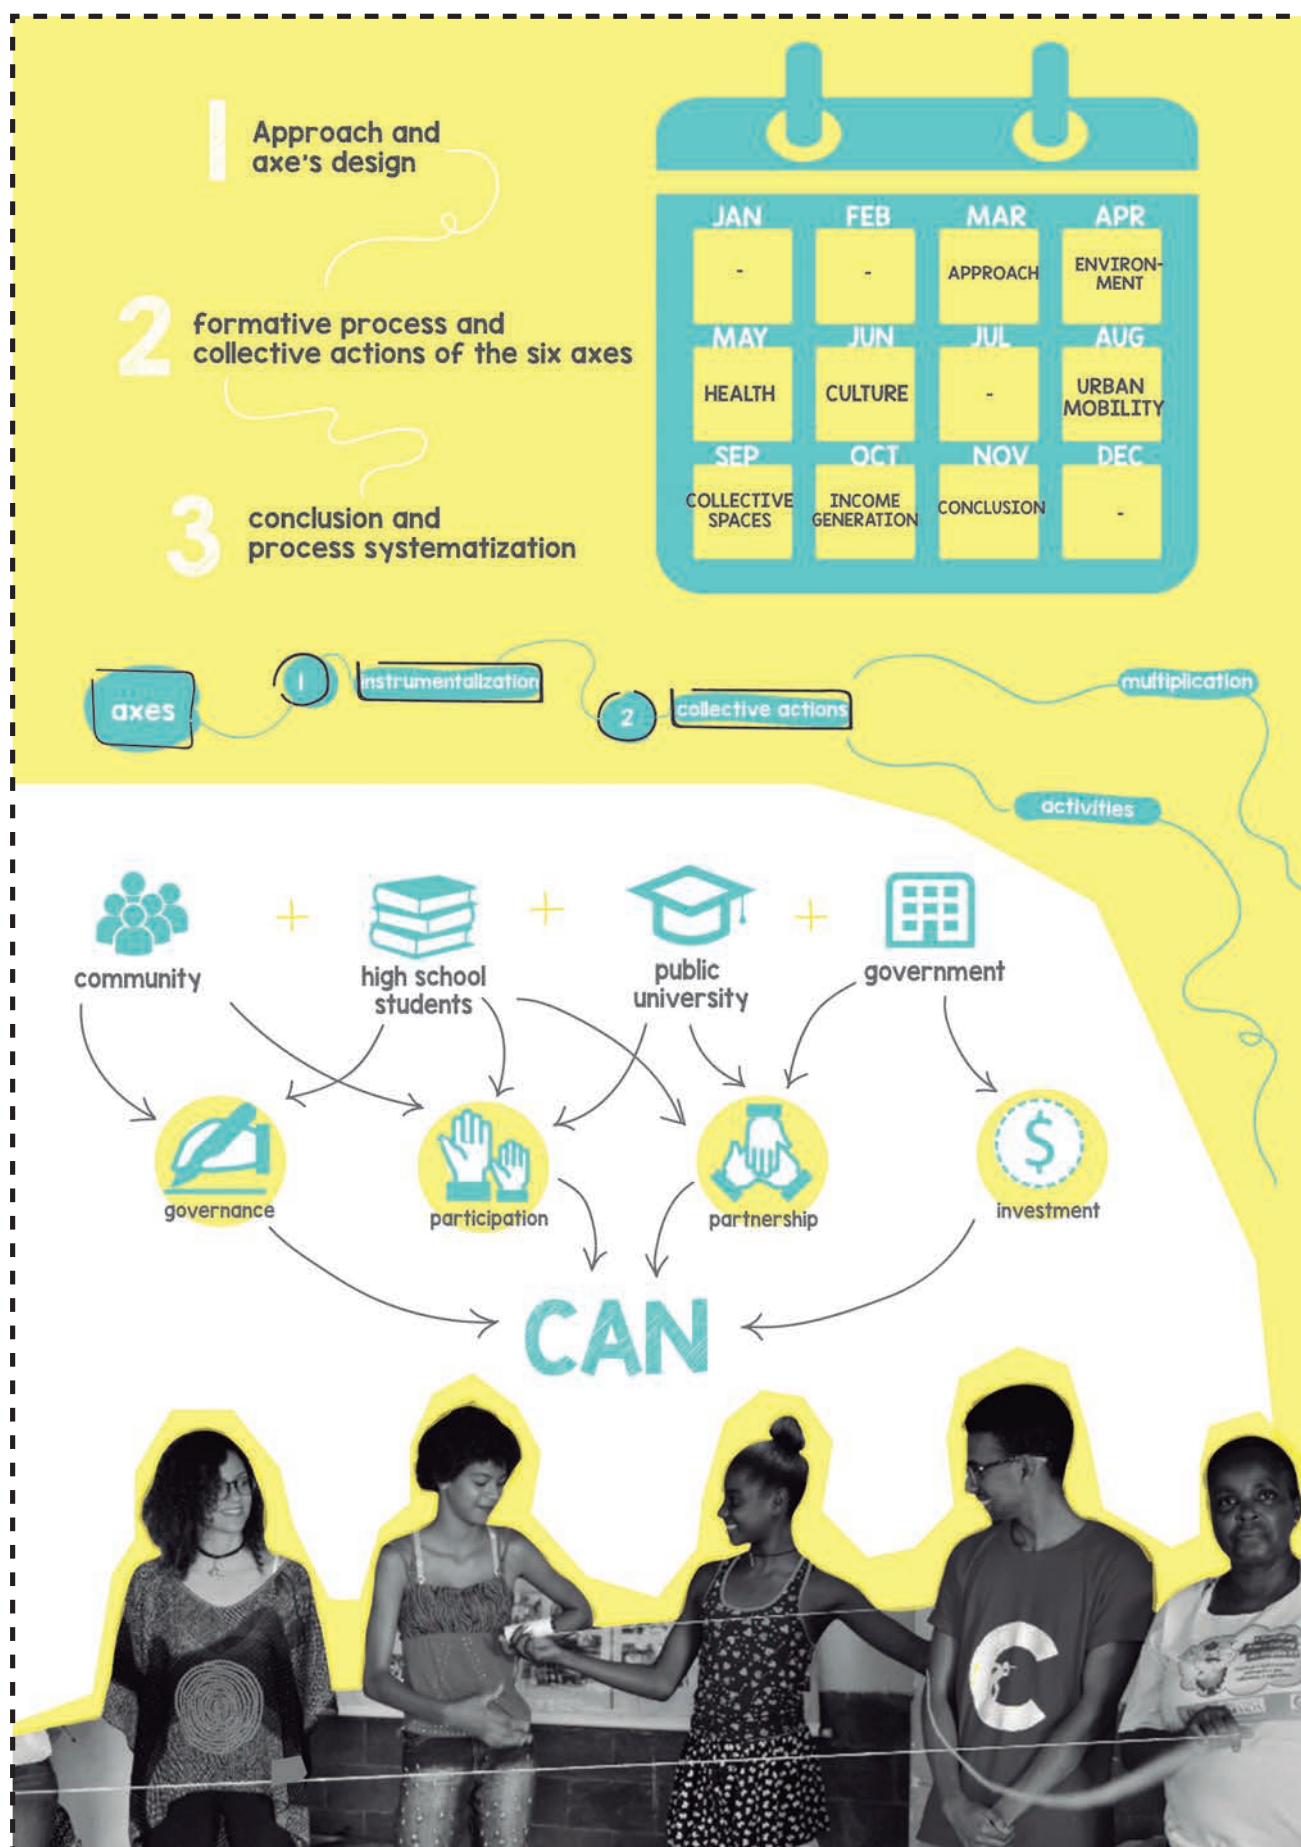 1
Approach and
axe's design
2
formative process and
collective actions of the six axes
3
conclusion and
process systematization
JAN FEB MAR APR
- - APPROACH ENVIRON-
MENT
MAY JUN JUL AUG
HEALTH CULTURE - URBAN
MOBILITY
SEP OCT NOV DEC
COLLECTIVE
SPACES
INCOME
GENERATION
CONCLUSION
-
axes
1
instrumentalization
2
collective actions
multiplication
activities
community + high school
students
+ public
university
+ government
governance
participation
partnership
$
investment
CAN
C